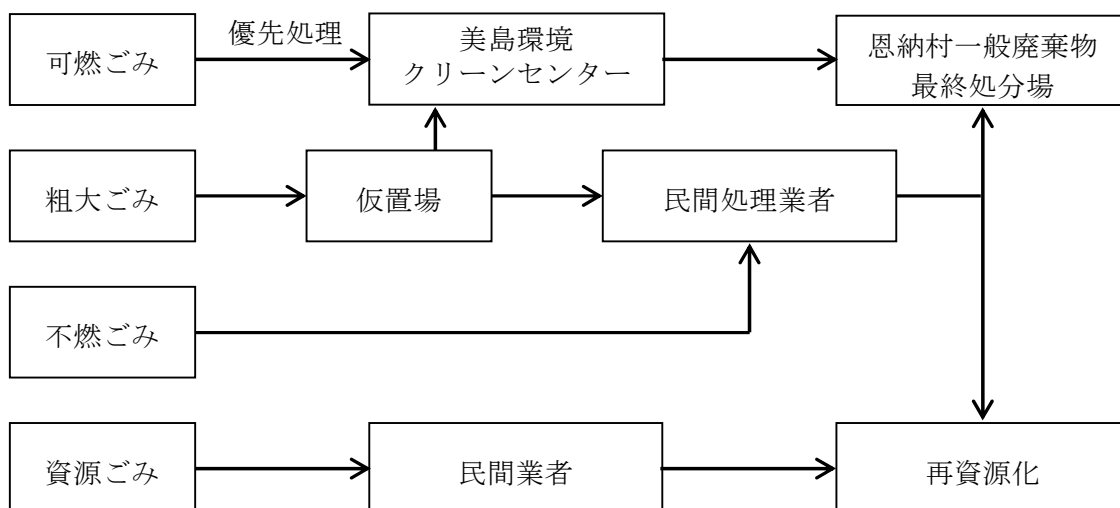 可燃ごみ
優先処理
美島環境
クリーンセンター
恩納村一般廃棄物
最終処分場
粗大ごみ
仮置場
民間処理業者
不燃ごみ
資源ごみ
民間業者
再資源化